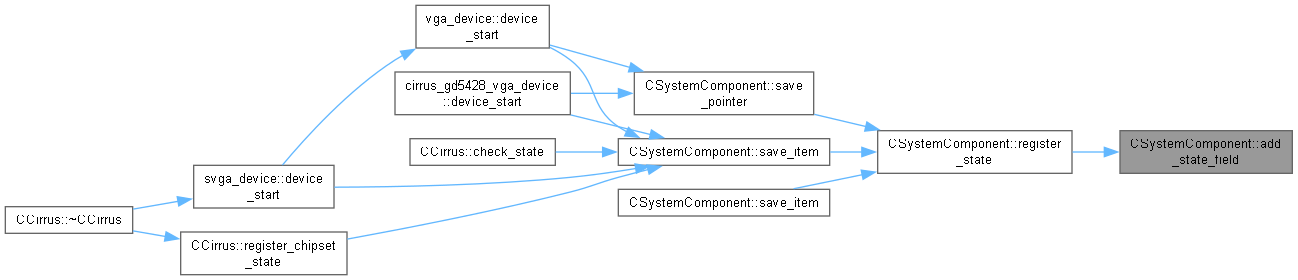 vga_device::device
_start
cirrus_gd5428_vga_device
::device_start
CSystemComponent::save
_pointer
CSystemComponent::register
_state
CSystemComponent::add
_state_field
CCirrus::check_state
CSystemComponent::save_item
svga_device::device
_start
CSystemComponent::save_item
CCirrus::~CCirrus
CCirrus::register_chipset
_state